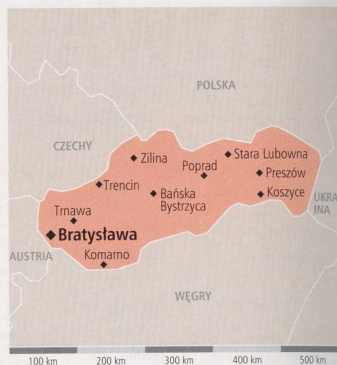 POLSKA
CZECHY
Zilina
Stara Lubowna
Poprad
Preszów
Trencin
Bańska
Bystrzyca
Koszyce
UKRA
INA
Trnawa
Bratysława
AUSTRIA
Komarno
WĘGRY
100 km 200 km 300 km 400 km 500 km